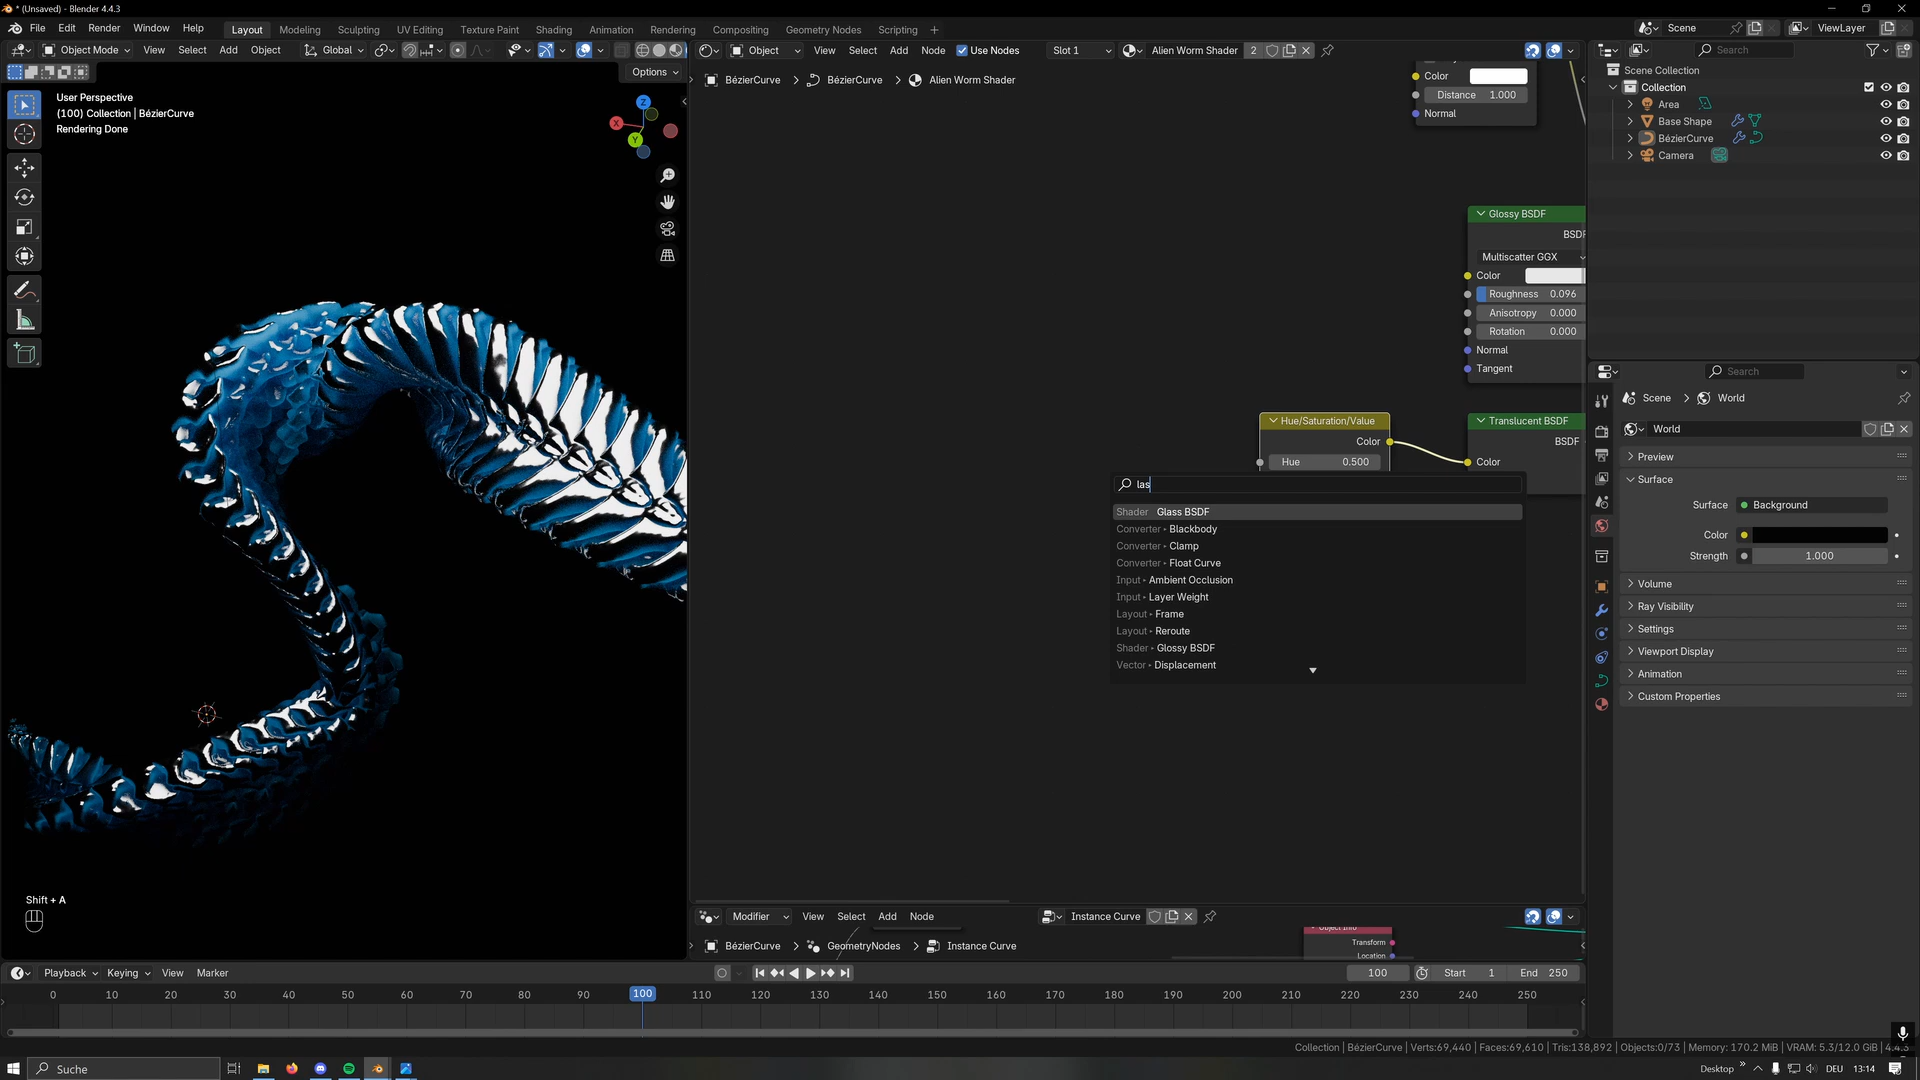 * (Unsaved) - Blender 4.4.3
File Edit Render Window Help
Layout Modeling Sculpting UV Editing Texture Paint Shading Animation Rendering Compositing Geometry Nodes Scripting
Scene
ViewLayer
Object Mode View Select Add Object Global
Object View Select Add Node Use Nodes Slot 1 Alien Worm Shader 2
Search
Options
BézierCurve BézierCurve Alien Worm Shader
User Perspective
(100) Collection | BézierCurve
Rendering Done
Z
X
Y
Color
Distance 1.000
Normal
Scene Collection
Collection
Area
Base Shape
BézierCurve
Camera
Glossy BSDF
BSDF
Multiscatter GGX
Color
Roughness 0.096
Anisotropy 0.000
Rotation 0.000
Normal
Tangent
Hue/Saturation/Value
Color
Hue 0.500
Translucent BSDF
BSDF
Color
las
Shader Glass BSDF
Converter Blackbody
Converter Clamp
Converter Float Curve
Input Ambient Occlusion
Input Layer Weight
Layout Frame
Layout Reroute
Shader Glossy BSDF
Vector Displacement
Search
Scene World
World
Preview
Surface
Surface Background
Color
Strength 1.000
Volume
Ray Visibility
Settings
Viewport Display
Animation
Custom Properties
Shift + A
Modifier View Select Add Node Instance Curve
BézierCurve GeometryNodes Instance Curve
Object Info
Transform
Location
Playback Keying View Marker
100 Start 1 End 250
0 10 20 30 40 50 60 70 80 90 100 110 120 130 140 150 160 170 180 190 200 210 220 230 240 250
Collection | BézierCurve | Verts:69,440 | Faces:69,610 | Tris:138,892 | Objects:0/73 | Memory: 170.2 MiB | VRAM: 5.3/12.0 GiB | 4.4.3
Suche
Desktop DEU 13:14